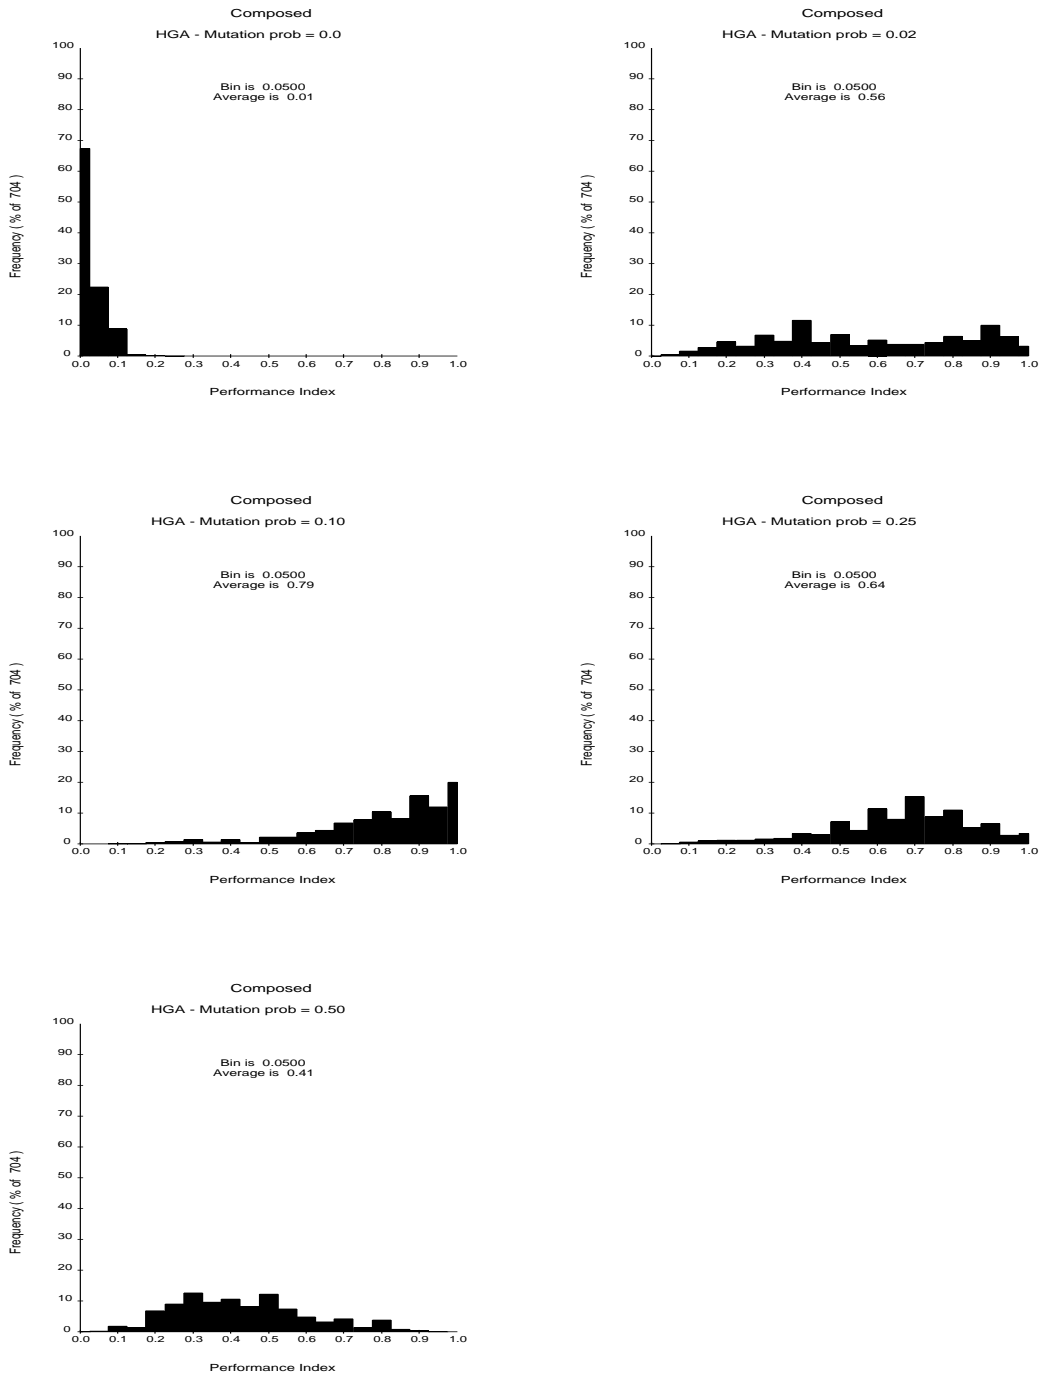 Composed
HGA - Mutation prob = 0.0
Bin is 0.0500
Average is 0.01
Frequency ( % of 704 )
100
90
80
70
60
50
40
30
20
10
0
0.0 0.1 0.2 0.3 0.4 0.5 0.6 0.7 0.8 0.9 1.0
Performance Index
Composed
HGA - Mutation prob = 0.02
Bin is 0.0500
Average is 0.56
Frequency ( % of 704 )
100
90
80
70
60
50
40
30
20
10
0
0.0 0.1 0.2 0.3 0.4 0.5 0.6 0.7 0.8 0.9 1.0
Performance Index
Composed
HGA - Mutation prob = 0.10
Bin is 0.0500
Average is 0.79
Frequency ( % of 704 )
100
90
80
70
60
50
40
30
20
10
0
0.0 0.1 0.2 0.3 0.4 0.5 0.6 0.7 0.8 0.9 1.0
Performance Index
Composed
HGA - Mutation prob = 0.25
Bin is 0.0500
Average is 0.64
Frequency ( % of 704 )
100
90
80
70
60
50
40
30
20
10
0
0.0 0.1 0.2 0.3 0.4 0.5 0.6 0.7 0.8 0.9 1.0
Performance Index
Composed
HGA - Mutation prob = 0.50
Bin is 0.0500
Average is 0.41
Frequency ( % of 704 )
100
90
80
70
60
50
40
30
20
10
0
0.0 0.1 0.2 0.3 0.4 0.5 0.6 0.7 0.8 0.9 1.0
Performance Index